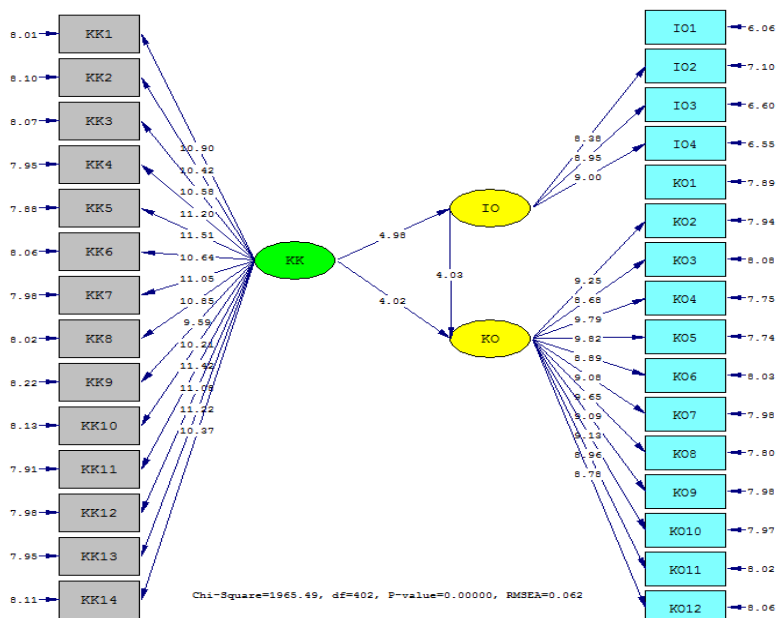 8.01 KK1
8.10 KK2
8.07 KK3
7.95 KK4
7.88 KK5
8.06 KK6
7.98 KK7
8.02 KK8
8.22 KK9
8.13 KK10
7.91 KK11
7.98 KK12
7.95 KK13
8.11 KK14
10.90
10.42
10.58
11.20
11.51
10.64
11.05
10.85
9.59
10.21
11.42
11.22
10.37
KK
4.98
4.02
IO
4.03
KO
8.38
8.95
9.00
9.25
8.68
9.79
9.82
8.89
9.08
9.65
9.09
9.13
8.96
8.78
IO1 6.06
IO2 7.10
IO3 6.60
IO4 6.55
KO1 7.89
KO2 7.94
KO3 8.08
KO4 7.75
KO5 7.74
KO6 8.03
KO7 7.98
KO8 7.80
KO9 7.98
KO10 7.97
KO11 8.02
KO12 8.06
Chi-Square=1965.49, df=402, P-value=0.00000, RMSEA=0.062